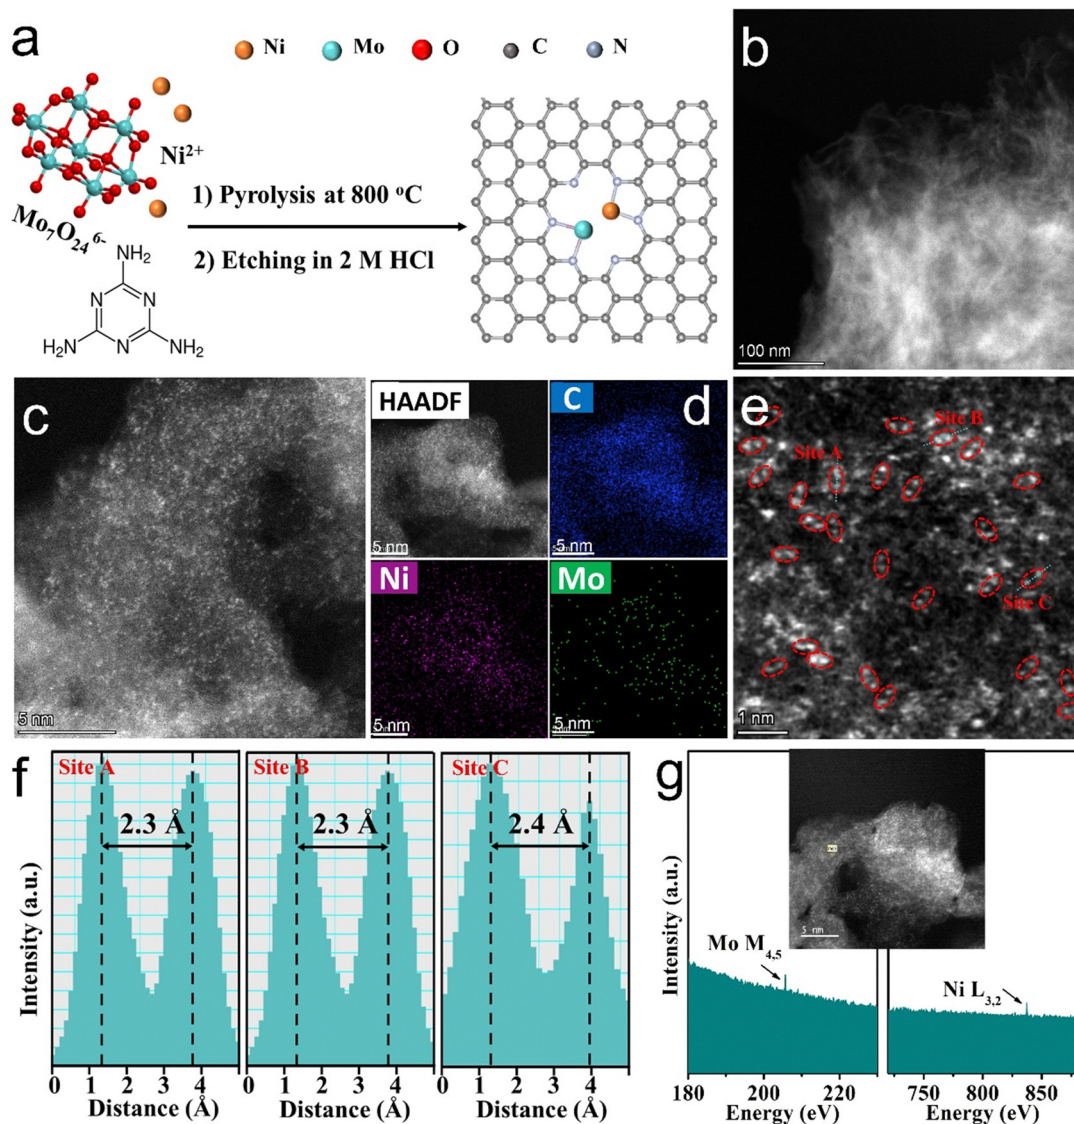 a
Ni Mo O C N
Ni²⁺
Mo₇O₂₄⁶⁻
1) Pyrolysis at 800 °C
2) Etching in 2 M HCl
NH₂
N N
N
H₂N NH₂
b
100 nm
c
5 nm
HAADF
5 nm
C
d
5 nm
Ni
5 nm
Mo
5 nm
e
Site B
Site A
Site C
1 nm
f
Site A
2.3 Å
Site B
2.3 Å
Site C
2.4 Å
Intensity (a.u.)
0 1 2 3 4
0 1 2 3 4
0 1 2 3 4
Distance (Å)
Distance (Å)
Distance (Å)
g
5 nm
Intensity (a.u.)
Mo M₄,₅
Ni L₃,₂
180 200 220
750 800 850
Energy (eV)
Energy (eV)